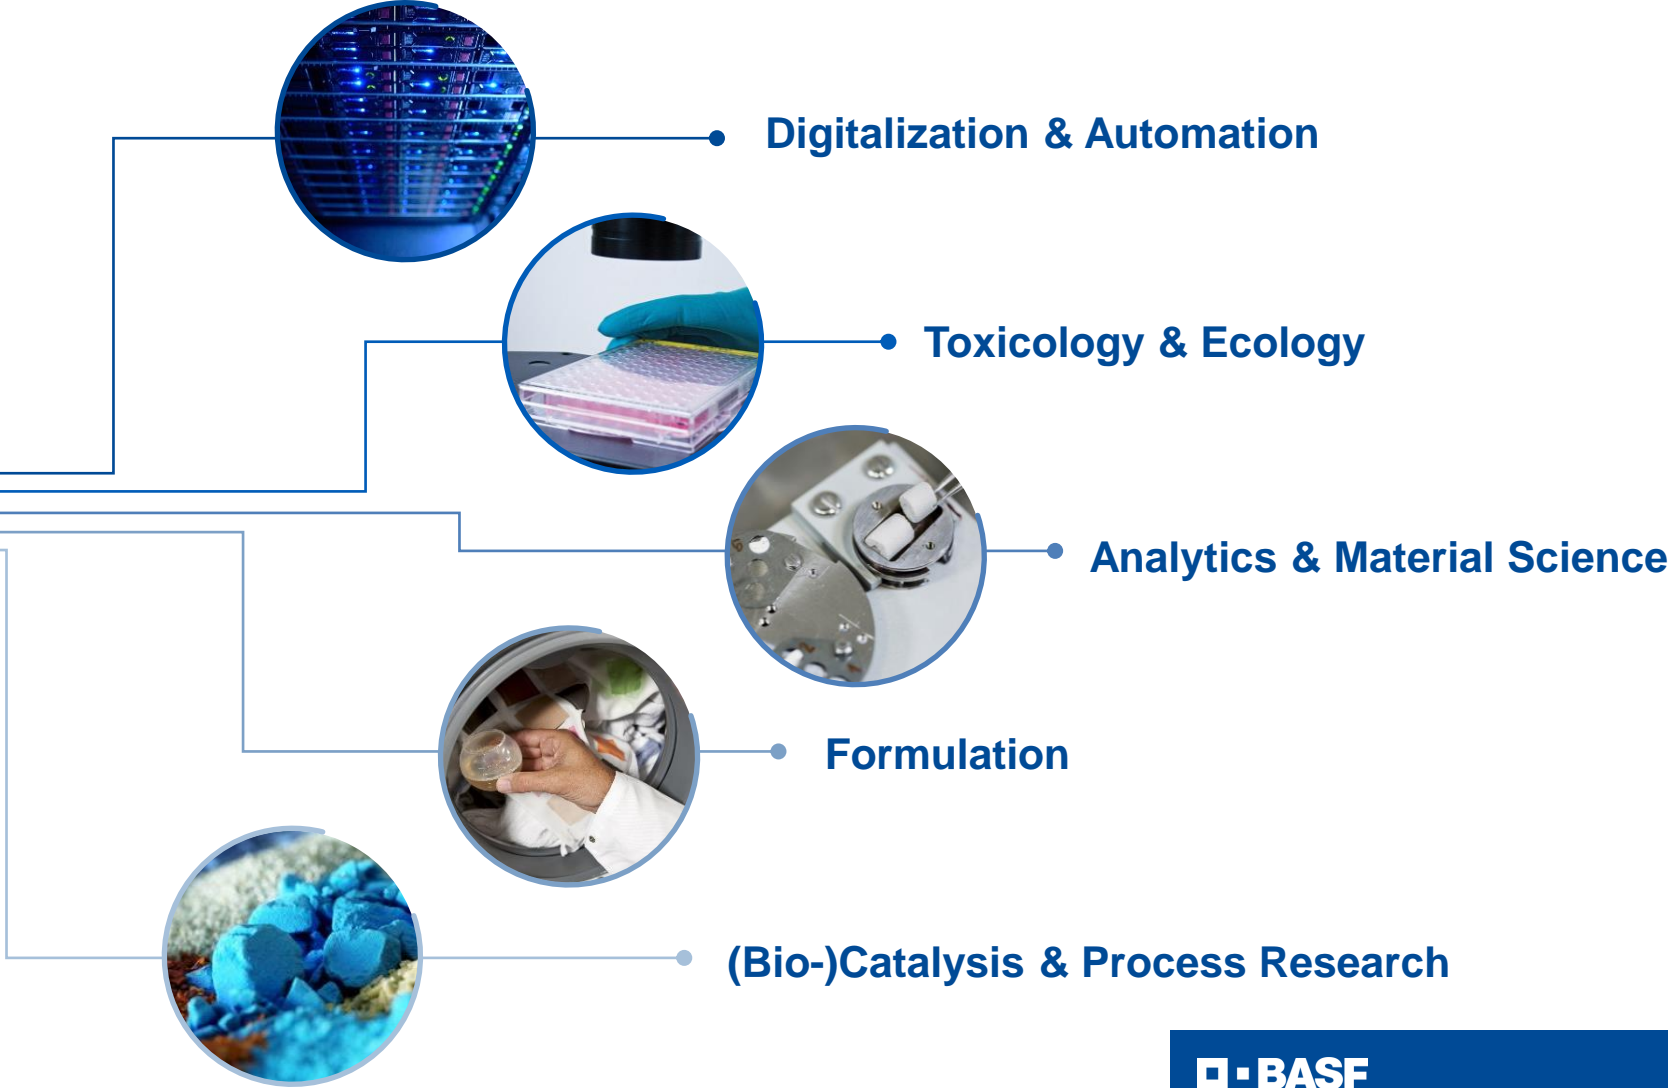 Digitalization & Automation
Toxicology & Ecology
Analytics & Material Science
Formulation
(Bio-)Catalysis & Process Research
BASF